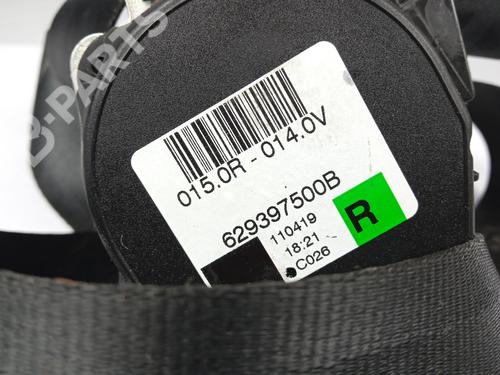 B-PARTS
015.0R - 014.0V
629397500B
110419
18:21
C026
R